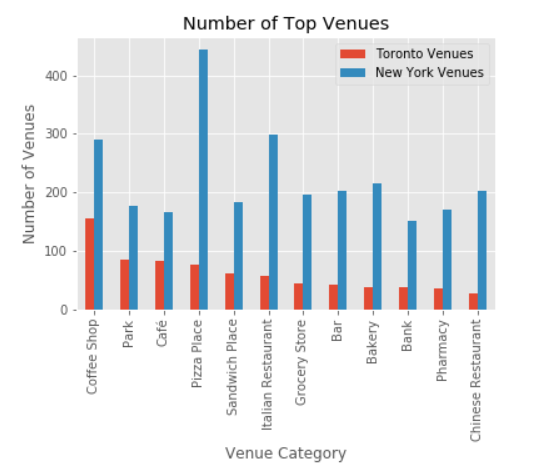 Number of Top Venues
Toronto Venues
New York Venues
Number of Venues
400
300
200
100
0
Coffee Shop
Park
Café
Pizza Place
Sandwich Place
Italian Restaurant
Grocery Store
Bar
Bakery
Bank
Pharmacy
Chinese Restaurant
Venue Category